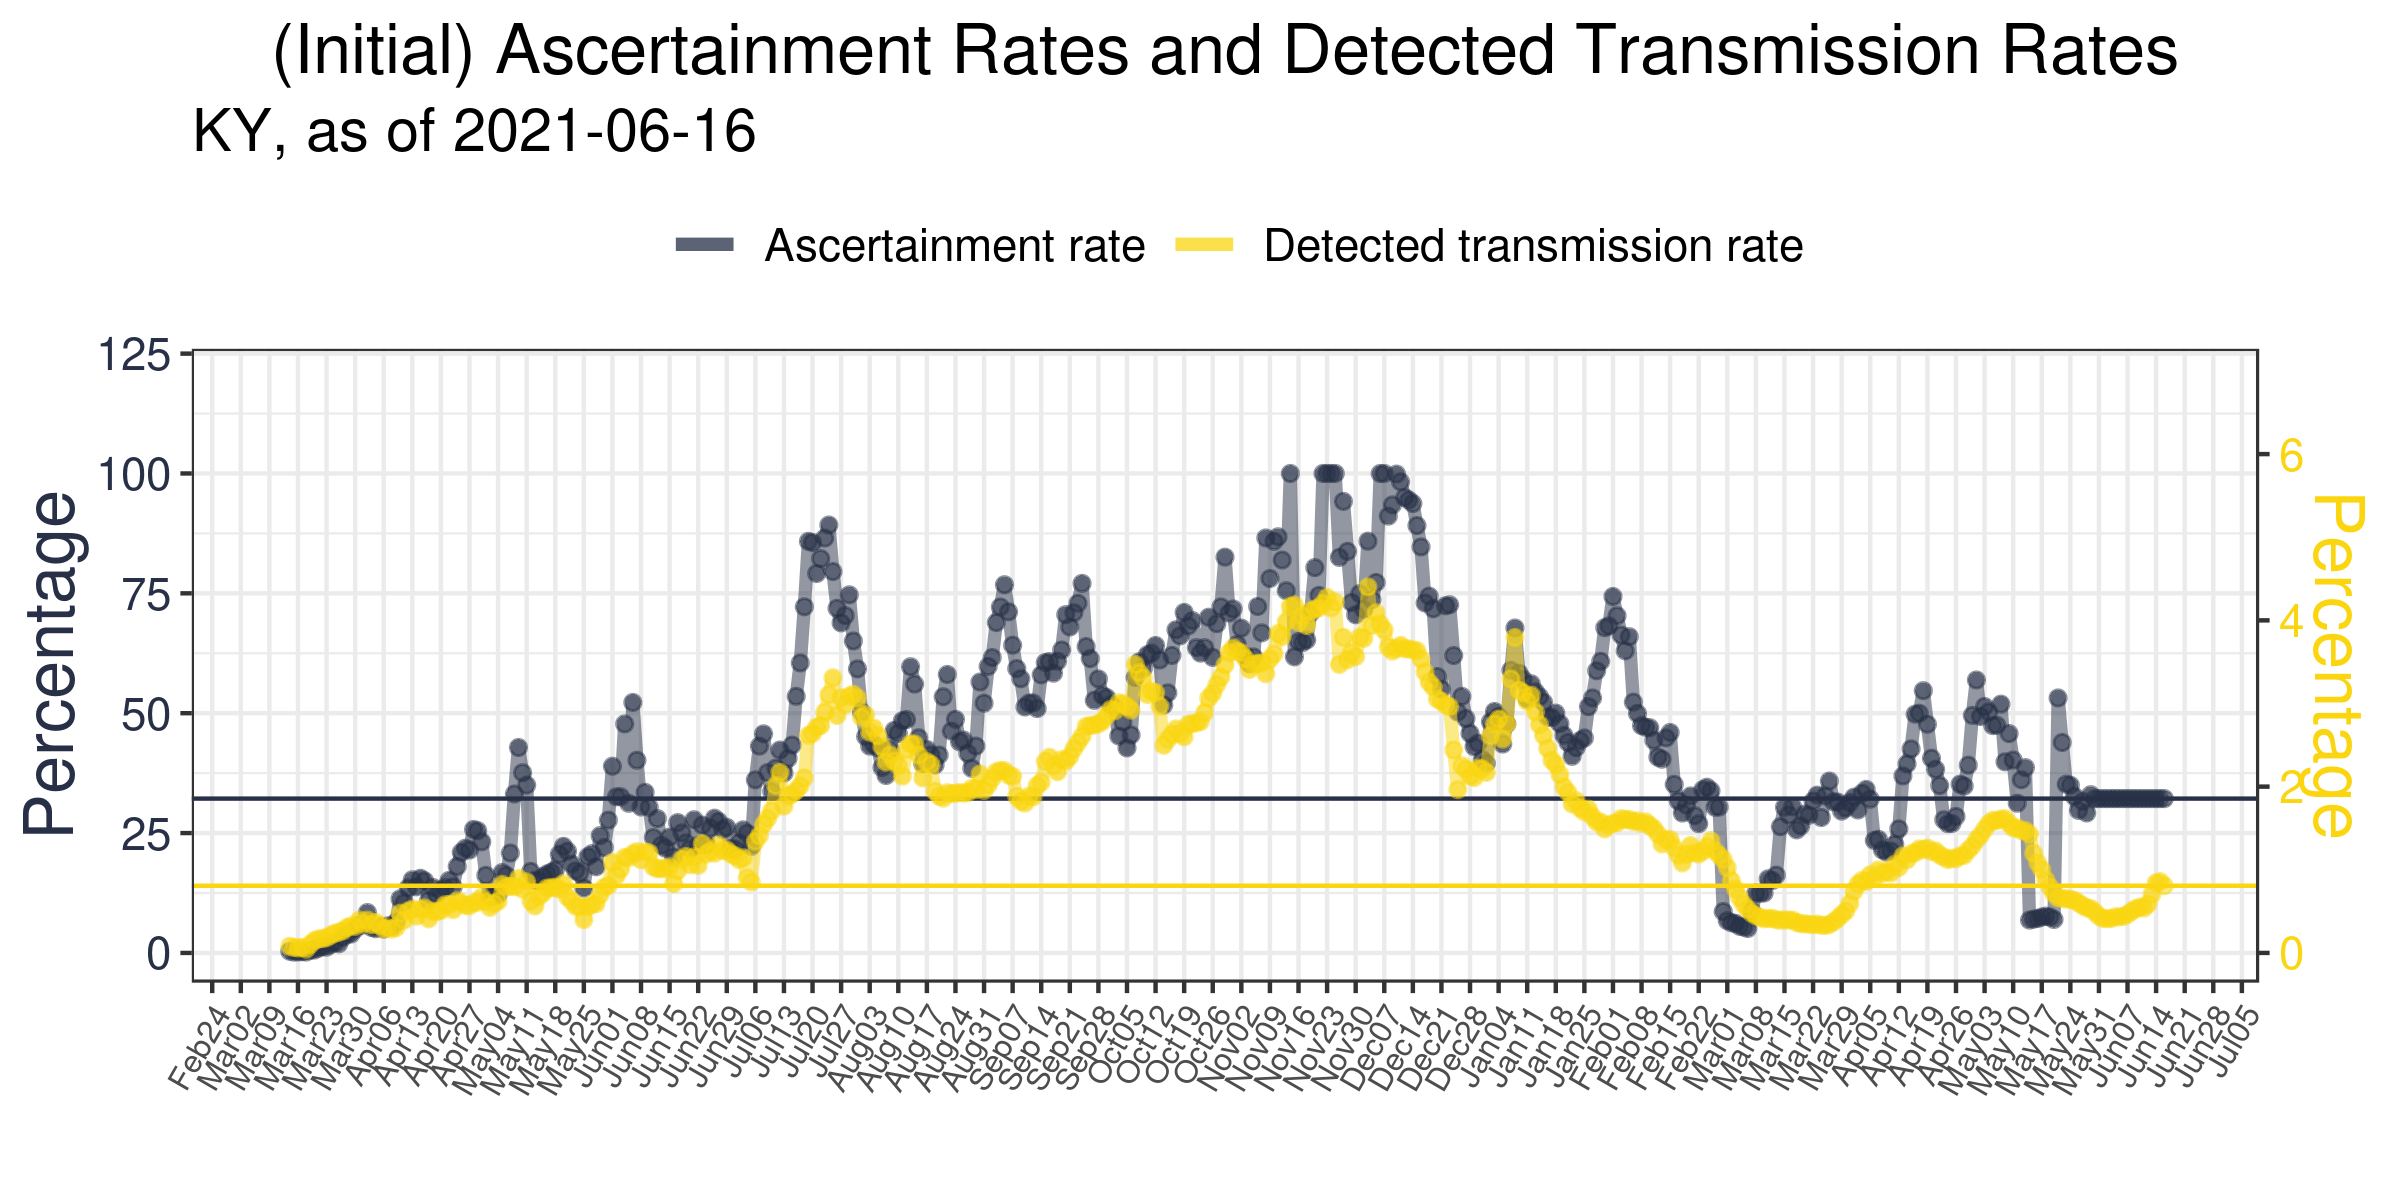 (Initial) Ascertainment Rates and Detected Transmission Rates
KY, as of 2021-06-16
Ascertainment rate
Detected transmission rate
Percentage
125
100
75
50
25
0
6
4
2
0
Percentage
Feb24
Mar02
Mar09
Mar16
Mar23
Mar30
Apr06
Apr13
Apr20
Apr27
May04
May11
May18
May25
Jun01
Jun08
Jun15
Jun22
Jun29
Jul06
Jul13
Jul20
Jul27
Aug03
Aug10
Aug17
Aug24
Aug31
Sep07
Sep14
Sep21
Sep28
Oct05
Oct12
Oct19
Oct26
Nov02
Nov09
Nov16
Nov23
Nov30
Dec07
Dec14
Dec21
Dec28
Jan04
Jan11
Jan18
Jan25
Feb01
Feb08
Feb15
Feb22
Mar01
Mar08
Mar15
Mar22
Mar29
Apr05
Apr12
Apr19
Apr26
May03
May10
May17
May24
May31
Jun07
Jun14
Jun21
Jun28
Jul05